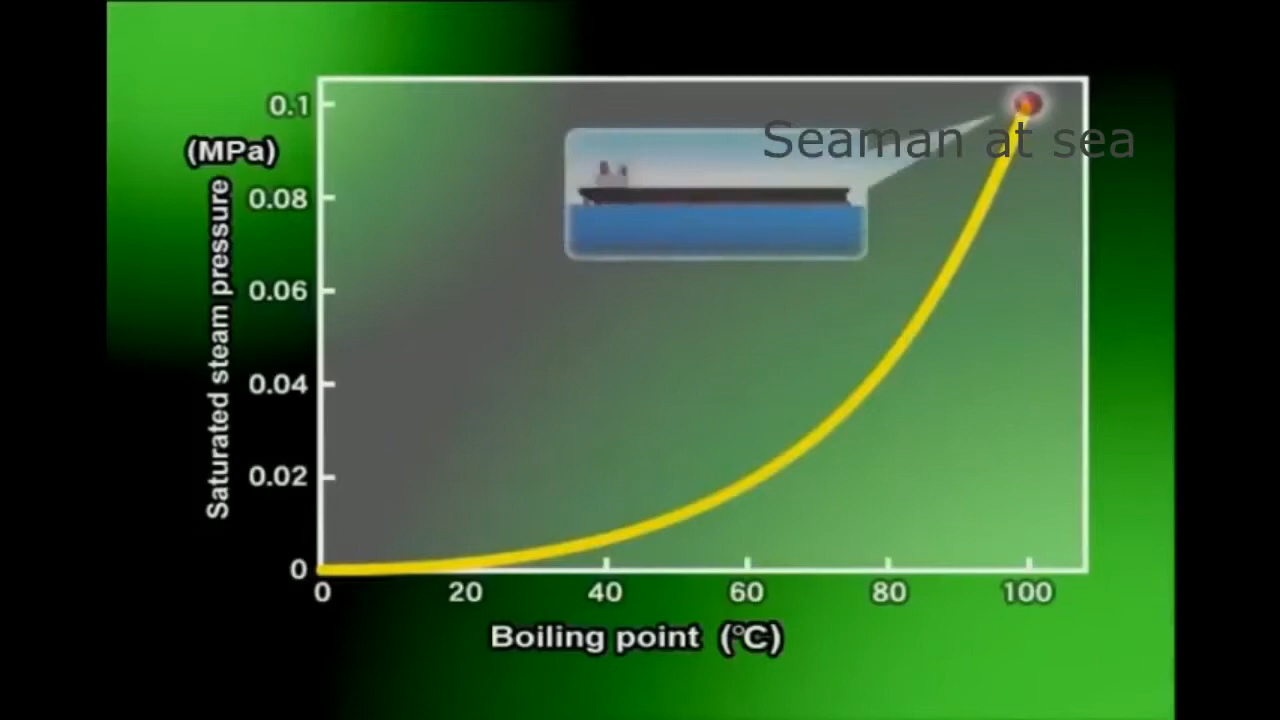 0.1
(MPa)
Seaman at sea
0.08
0.06
0.04
0.02
0
Saturated steam pressure
0 20 40 60 80 100
Boiling point (℃)